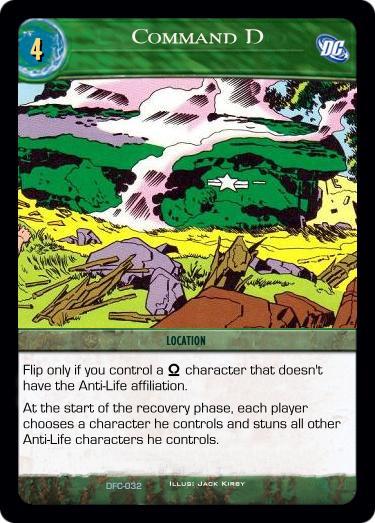 4
COMMAND D
DC
LOCATION
Flip only if you control a Ω character that doesn't
have the Anti-Life affiliation.
At the start of the recovery phase, each player
chooses a character he controls and stuns all other
Anti-Life characters he controls.
DFC-032 ILLUS: JACK KIRBY